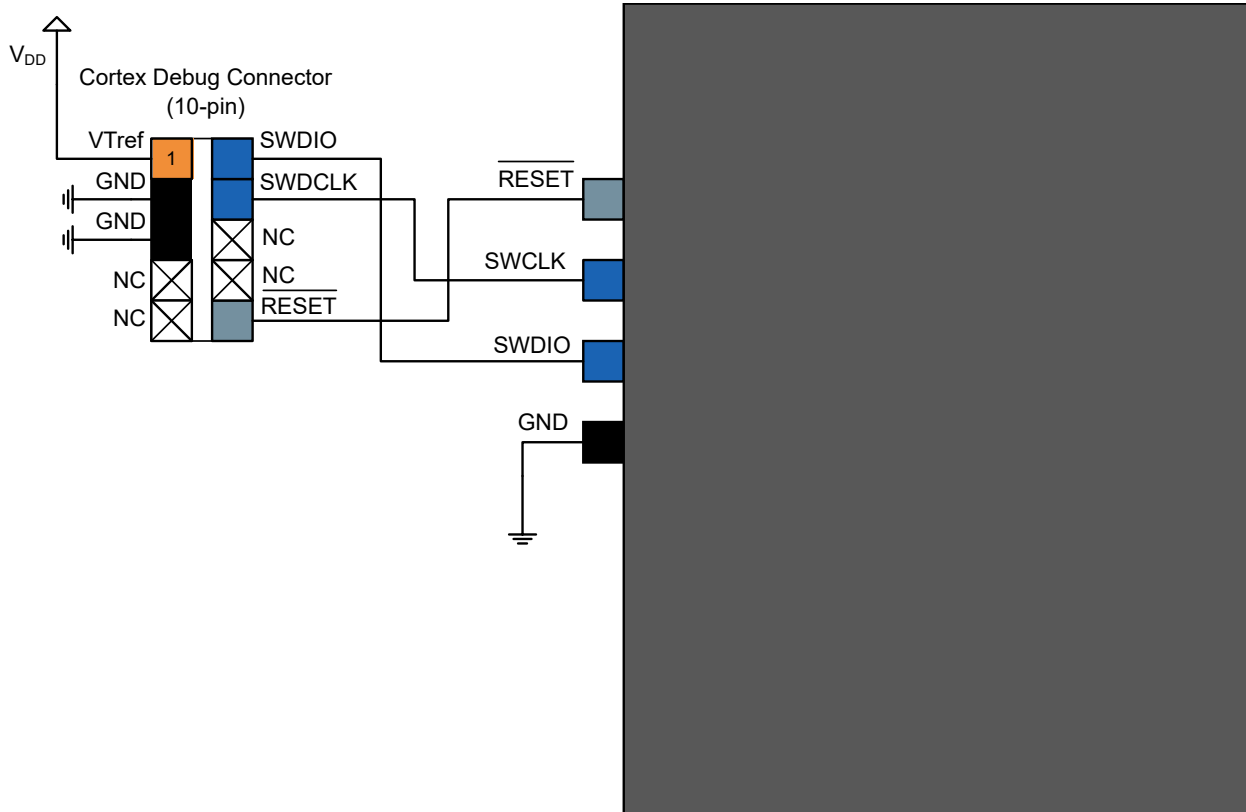 V_DD
Cortex Debug Connector
(10-pin)
VTref
1
SWDIO
GND
SWDCLK
GND
NC
NC
NC
NC
RESET
RESET
SWCLK
SWDIO
GND